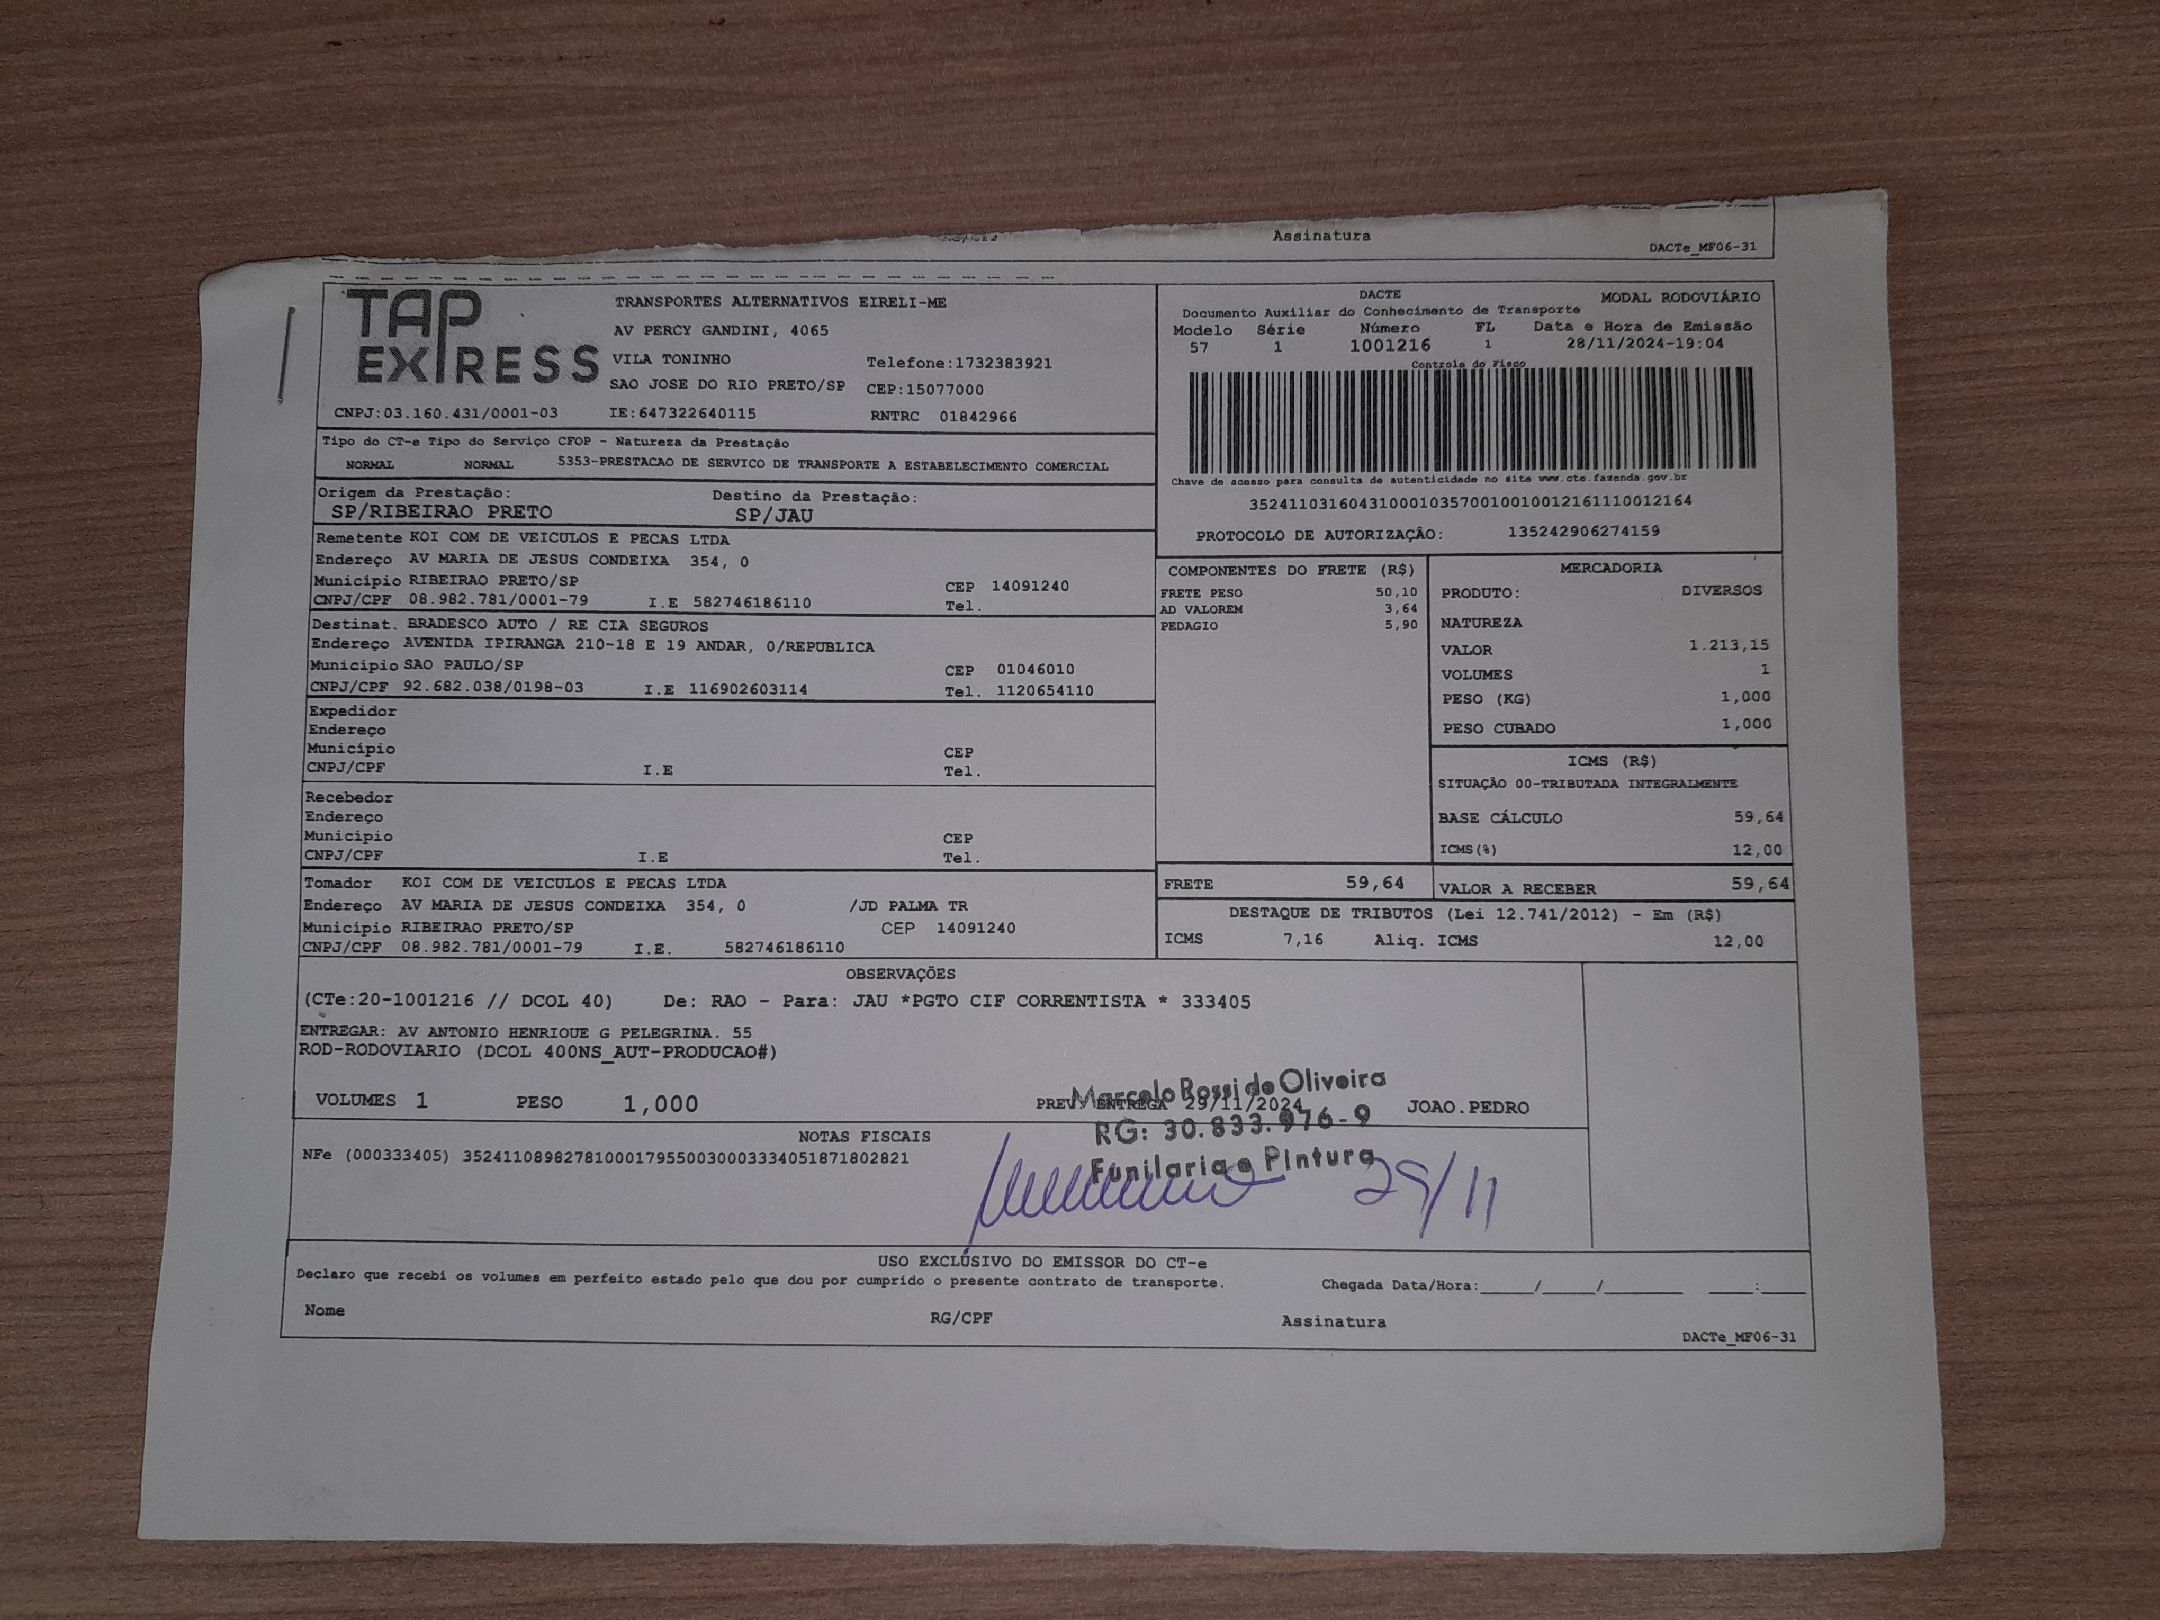 Assinatura
DACTe_MF06-31
TAP EXPRESS
TRANSPORTES ALTERNATIVOS EIRELI-ME
AV PERCY GANDINI, 4065
VILA TONINHO Telefone:1732383921
SAO JOSE DO RIO PRETO/SP CEP:15077000
CNPJ:03.160.431/0001-03 IE:647322640115 RNTRC 01842966
DACTE MODAL RODOVIÁRIO
Documento Auxiliar do Conhecimento de Transporte
Modelo Série Número FL Data e Hora de Emissão
57 1 1001216 1 28/11/2024-19:04
Controle do Fisco
Chave de acesso para consulta de autenticidade no site www.cte.fazenda.gov.br
35241103160431000103570010010012161110012164
PROTOCOLO DE AUTORIZAÇÃO: 135242906274159
Tipo do CT-e Tipo do Serviço CFOP - Natureza da Prestação
NORMAL NORMAL 5353-PRESTACAO DE SERVICO DE TRANSPORTE A ESTABELECIMENTO COMERCIAL
Origem da Prestação: Destino da Prestação:
SP/RIBEIRAO PRETO SP/JAU
Remetente KOI COM DE VEICULOS E PECAS LTDA
Endereço AV MARIA DE JESUS CONDEIXA 354, 0
Município RIBEIRAO PRETO/SP CEP 14091240
CNPJ/CPF 08.982.781/0001-79 I.E 582746186110 Tel.
Destinat. BRADESCO AUTO / RE CIA SEGUROS
Endereço AVENIDA IPIRANGA 210-18 E 19 ANDAR, 0/REPUBLICA
Município SAO PAULO/SP CEP 01046010
CNPJ/CPF 92.682.038/0198-03 I.E 116902603114 Tel. 1120654110
Expedidor
Endereço
Município CEP
CNPJ/CPF I.E Tel.
Recebedor
Endereço
Município CEP
CNPJ/CPF I.E Tel.
Tomador KOI COM DE VEICULOS E PECAS LTDA
Endereço AV MARIA DE JESUS CONDEIXA 354, 0 /JD PALMA TR
Município RIBEIRAO PRETO/SP CEP 14091240
CNPJ/CPF 08.982.781/0001-79 I.E. 582746186110
COMPONENTES DO FRETE (R$)
FRETE PESO 50,10
AD VALOREM 3,64
PEDAGIO 5,90
MERCADORIA
PRODUTO: DIVERSOS
NATUREZA
VALOR 1.213,15
VOLUMES 1
PESO (KG) 1,000
PESO CUBADO 1,000
ICMS (R$)
SITUAÇÃO 00-TRIBUTADA INTEGRALMENTE
BASE CÁLCULO 59,64
ICMS(%) 12,00
FRETE 59,64 VALOR A RECEBER 59,64
DESTAQUE DE TRIBUTOS (Lei 12.741/2012) - Em (R$)
ICMS 7,16 Aliq. ICMS 12,00
OBSERVAÇÕES
(CTe:20-1001216 // DCOL 40) De: RAO - Para: JAU *PGTO CIF CORRENTISTA * 333405
ENTREGAR: AV ANTONIO HENRIQUE G PELEGRINA. 55
ROD-RODOVIARIO (DCOL 400NS_AUT-PRODUCAO#)
VOLUMES 1 PESO 1,000 PREV. ENTREGA 29/11/2024 JOAO.PEDRO
Marcelo Rossi de Oliveira
RG: 30.833.976-9
Funilaria e Pintura
29/11
NOTAS FISCAIS
NFe (000333405) 35241108982781000179550030003334051871802821
USO EXCLUSIVO DO EMISSOR DO CT-e
Declaro que recebi os volumes em perfeito estado pelo que dou por cumprido o presente contrato de transporte. Chegada Data/Hora:_____/_____/_______ ____:____
Nome RG/CPF Assinatura
DACTe_MF06-31